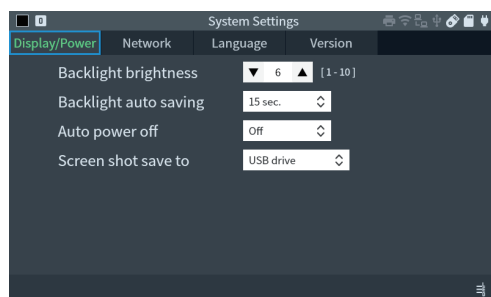 0 System Settings
Display/Power Network Language Version
Backlight brightness ▼ 6 ▲ [1-10]
Backlight auto saving 15 sec.
Auto power off Off
Screen shot save to USB drive